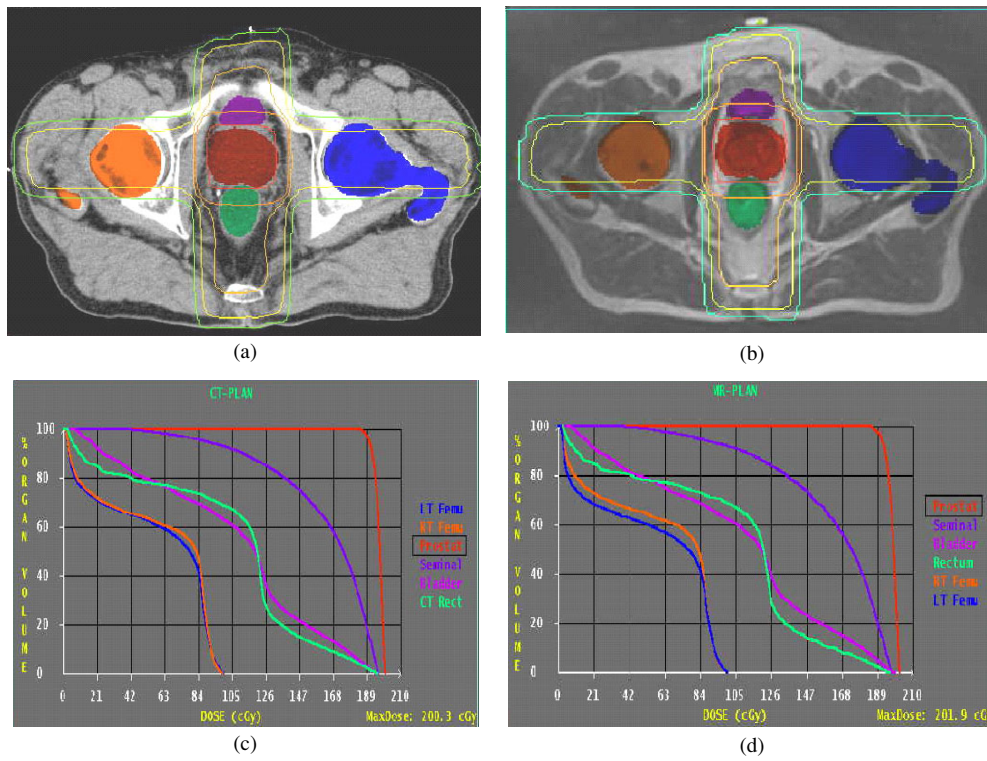 (a)
(b)
CT-PLAN
% ORGAN VOLUME
100
80
60
40
20
0
0 21 42 63 84 105 126 147 168 189 210
DOSE (cGy)
MaxDose: 200.3 cGy
LT Femu
RT Femu
Prostat
Seminal
Bladder
CT Rect
(c)
MR-PLAN
% ORGAN VOLUME
100
80
60
40
20
0
0 21 42 63 84 105 126 147 168 189 210
DOSE (cGy)
MaxDose: 201.9 cG
Prostat
Seminal
Bladder
Rectum
RT Femu
LT Femu
(d)